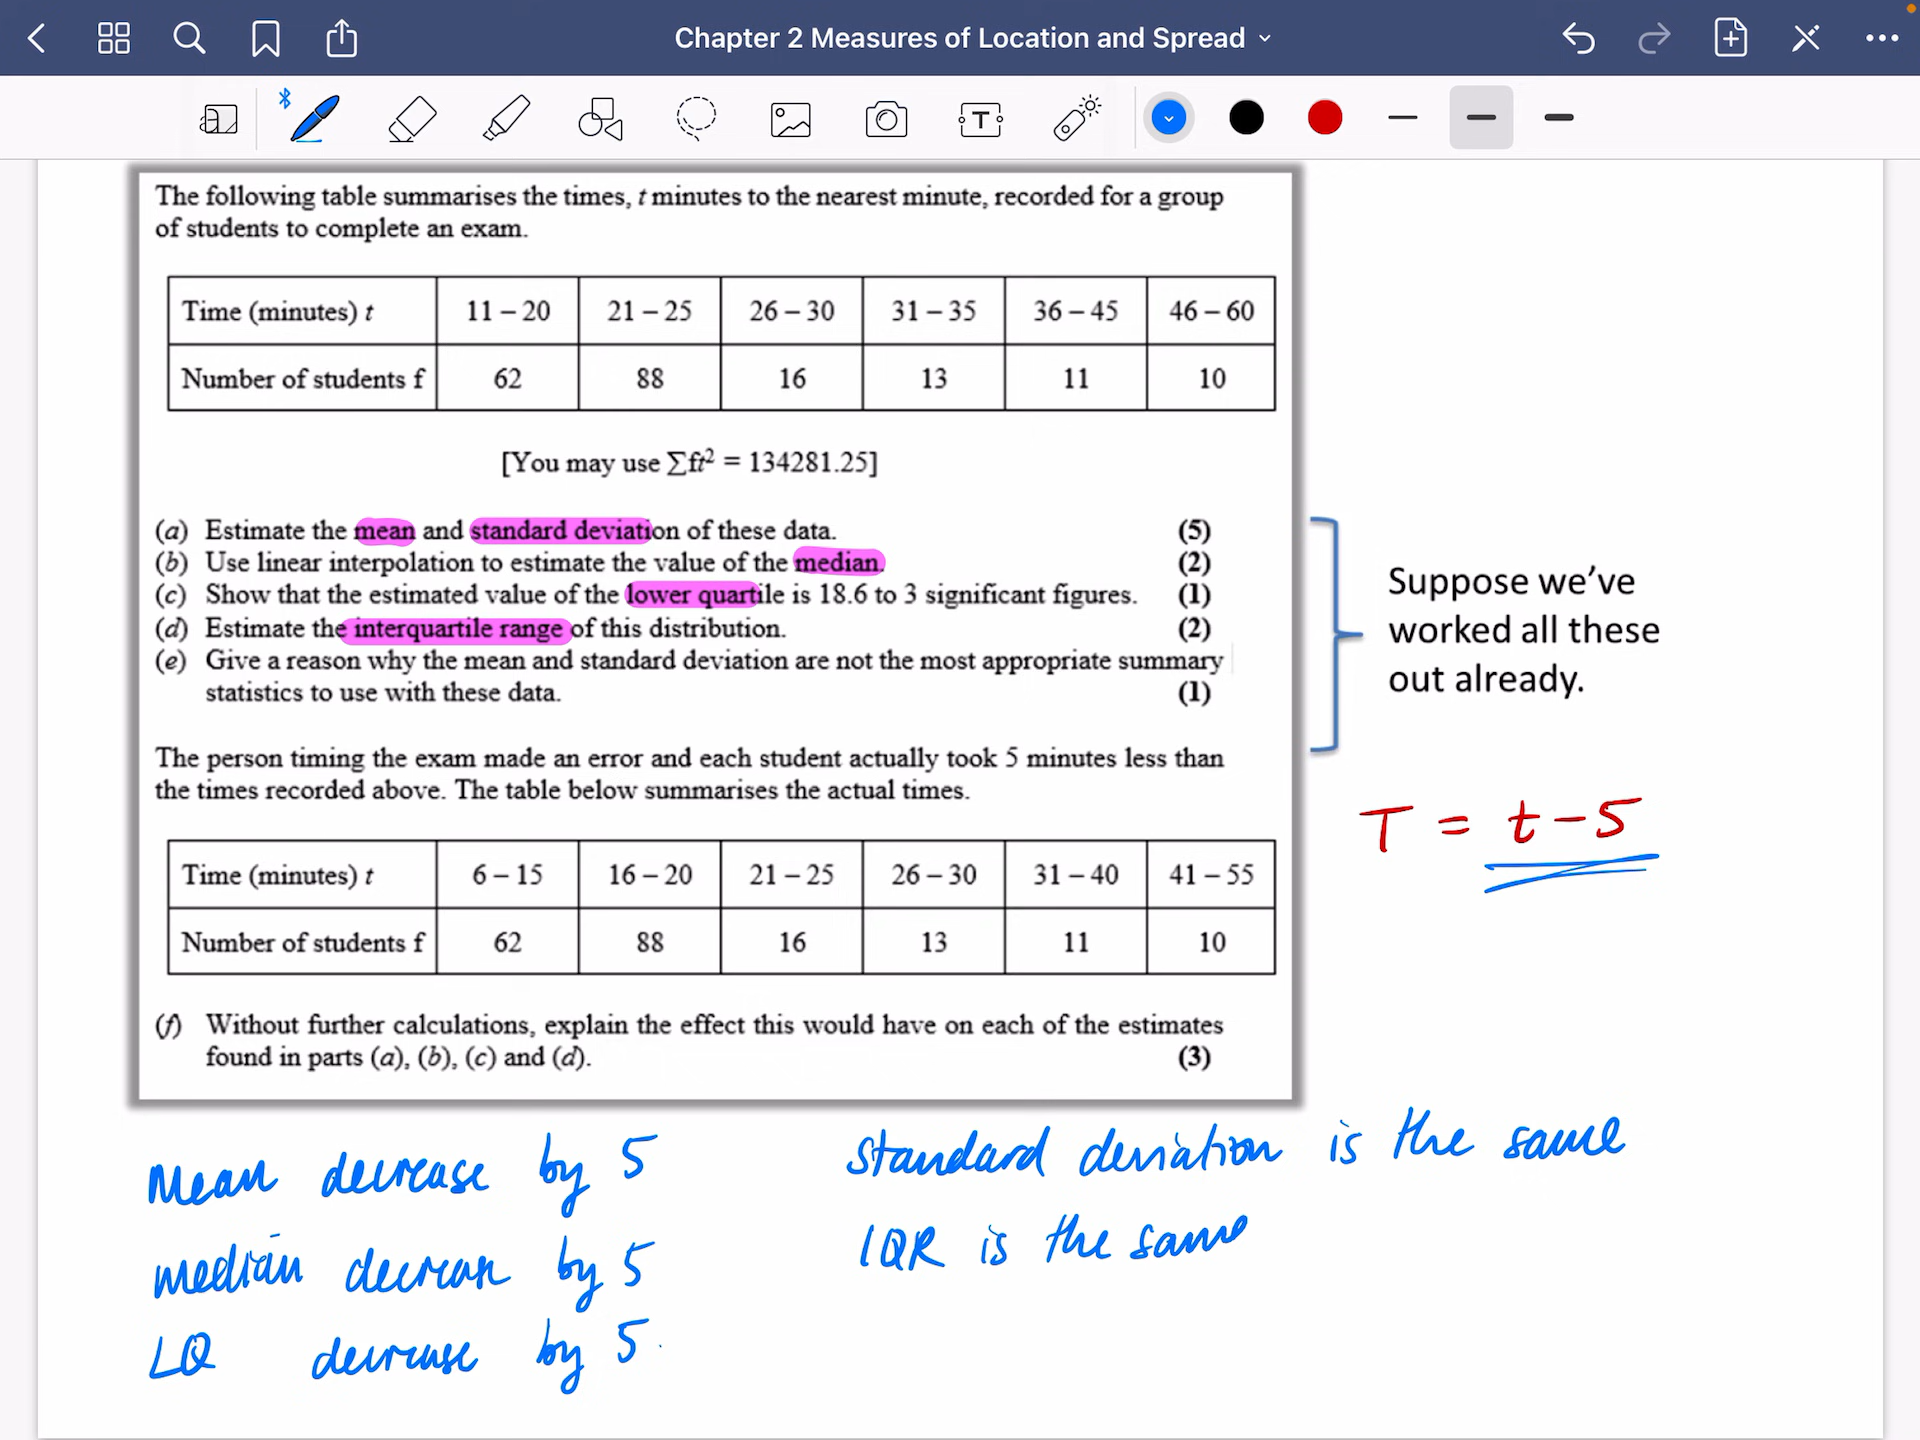 Chapter 2 Measures of Location and Spread
The following table summarises the times, t minutes to the nearest minute, recorded for a group
of students to complete an exam.
Time (minutes) t 11 – 20 21 – 25 26 – 30 31 – 35 36 – 45 46 – 60
Number of students f 62 88 16 13 11 10
[You may use ∑ft² = 134281.25]
(a) Estimate the mean and standard deviation of these data. (5)
(b) Use linear interpolation to estimate the value of the median. (2)
(c) Show that the estimated value of the lower quartile is 18.6 to 3 significant figures. (1)
(d) Estimate the interquartile range of this distribution. (2)
(e) Give a reason why the mean and standard deviation are not the most appropriate summary
statistics to use with these data. (1)
Suppose we've
worked all these
out already.
The person timing the exam made an error and each student actually took 5 minutes less than
the times recorded above. The table below summarises the actual times.
T = t – 5
Time (minutes) t 6 – 15 16 – 20 21 – 25 26 – 30 31 – 40 41 – 55
Number of students f 62 88 16 13 11 10
(f) Without further calculations, explain the effect this would have on each of the estimates
found in parts (a), (b), (c) and (d). (3)
Mean decrease by 5
median decrease by 5
LQ decrease by 5.
standard deviation is the same
IQR is the same